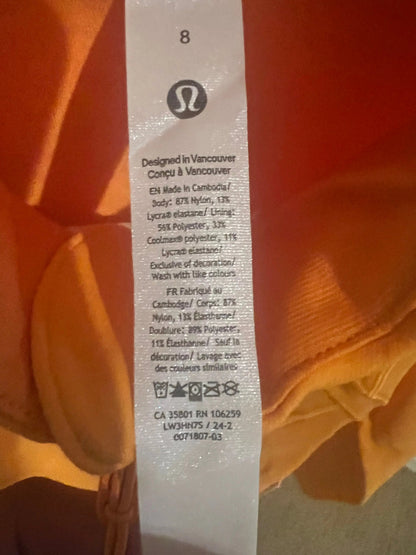 8
Designed in Vancouver
Conçu à Vancouver
EN Made in Cambodia/
Body: 87% Nylon, 13%
Lycra® elastane/ Lining:
56% Polyester, 33%
Coolmax® polyester, 11%
Lycra® elastane/
Exclusive of decoration/
Wash with like colours
FR Fabriqué au
Cambodge/ Corps: 87%
Nylon, 13% Élasthanne/
Doublure: 89% Polyester,
11% Élasthanne/ Sauf la
décoration/ Lavage avec
des couleurs similaires
CA 35801 RN 106259
LW3HN7S / 24-2
0071807-03